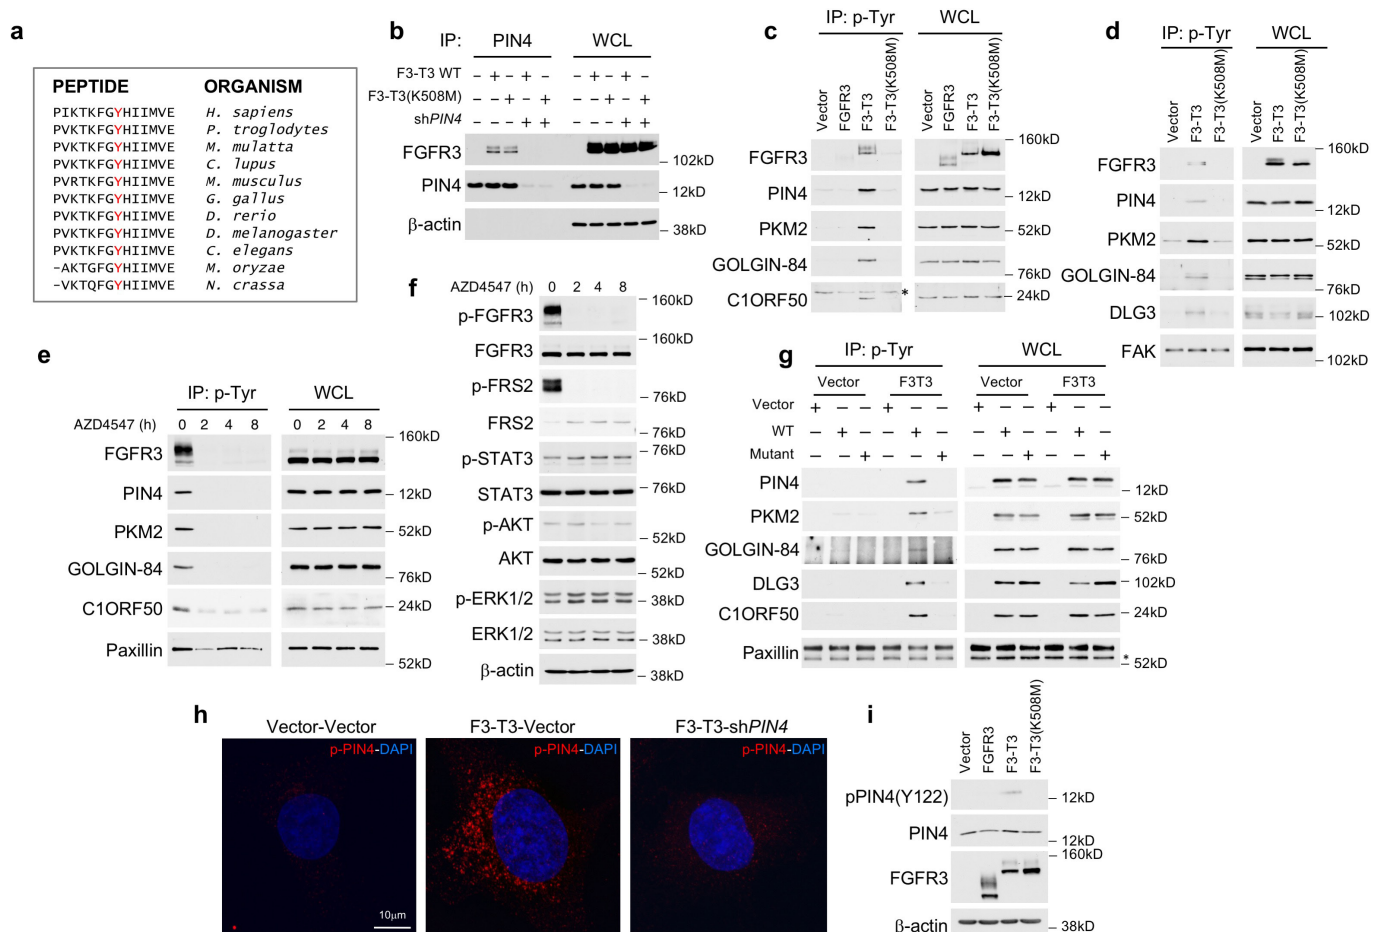 a
PEPTIDE ORGANISM
PIKTKFGYHIIMVE H. sapiens
PVKTKFGYHIIMVE P. troglodytes
PVKTKFGYHIIMVE M. mulatta
PVKTKFGYHIIMVE C. lupus
PVRTKFGYHIIMVE M. musculus
PVKTKFGYHIIMVE G. gallus
PVKTKFGYHIIMVE D. rerio
PVKTKFGYHIIMVE D. melanogaster
PVKTKFGYHIIMVE C. elegans
–AKTGFGYHIIMVE M. oryzae
–VKTQFGYHIIMVE N. crassa
b
IP: PIN4 WCL
F3-T3 WT – + – + – – + – + –
F3-T3(K508M) – – + – + – – + – +
shPIN4 – – – + + – – – + +
FGFR3 – 102kD
PIN4 – 12kD
β-actin – 38kD
c
IP: p-Tyr WCL
Vector FGFR3 F3-T3 F3-T3(K508M) Vector FGFR3 F3-T3 F3-T3(K508M)
– 160kD
FGFR3
PIN4 – 12kD
PKM2 – 52kD
GOLGIN-84 – 76kD
C1ORF50 * – 24kD
d
IP: p-Tyr WCL
Vector F3-T3 F3-T3(K508M) Vector F3-T3 F3-T3(K508M)
– 160kD
FGFR3
PIN4 – 12kD
PKM2 – 52kD
GOLGIN-84 – 76kD
DLG3 – 102kD
FAK – 102kD
e
IP: p-Tyr WCL
AZD4547 (h) 0 2 4 8 0 2 4 8
– 160kD
FGFR3
PIN4 – 12kD
PKM2 – 52kD
GOLGIN-84 – 76kD
C1ORF50 – 24kD
Paxillin – 52kD
f
AZD4547 (h) 0 2 4 8
– 160kD
p-FGFR3
– 160kD
FGFR3
p-FRS2 – 76kD
FRS2 – 76kD
p-STAT3 – 76kD
STAT3 – 76kD
p-AKT – 52kD
AKT – 52kD
p-ERK1/2 – 38kD
ERK1/2 – 38kD
β-actin – 38kD
g
IP: p-Tyr WCL
Vector F3T3 Vector F3T3
Vector + – – + – – + – – + – –
WT – + – – + – – + – – + –
Mutant – – + – – + – – + – – +
PIN4 – 12kD
PKM2 – 52kD
GOLGIN-84 – 76kD
DLG3 – 102kD
C1ORF50 – 24kD
Paxillin * – 52kD
h
Vector-Vector F3-T3-Vector F3-T3-shPIN4
p-PIN4-DAPI p-PIN4-DAPI p-PIN4-DAPI
10μm
i
Vector FGFR3 F3-T3 F3-T3(K508M)
pPIN4(Y122) – 12kD
PIN4 – 12kD
– 160kD
FGFR3
β-actin – 38kD